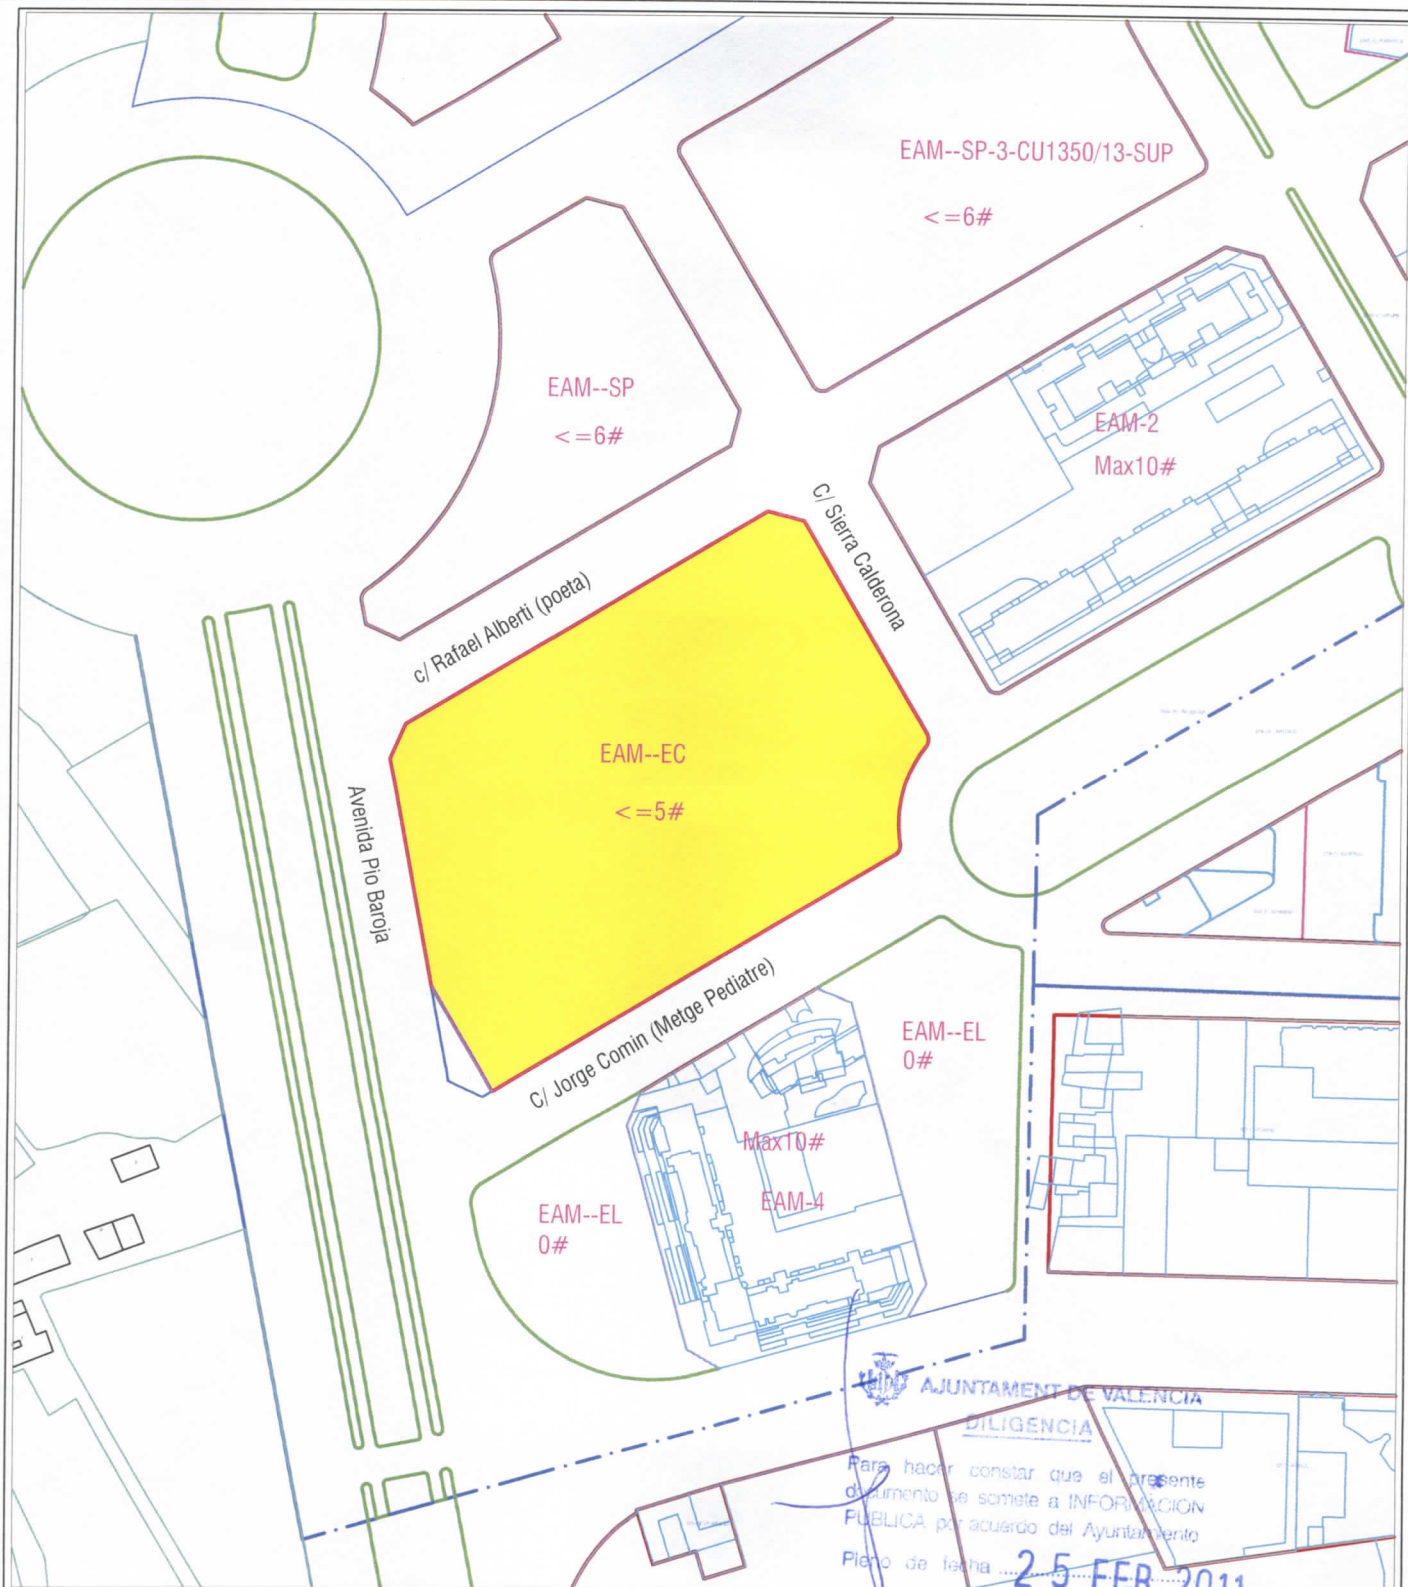 EAM--SP-3-CU1350/13-SUP
<=6#
EAM--SP
<=6#
EAM-2
Max10#
C/ Sierra Calderona
c/ Rafael Alberti (poeta)
EAM--EC
<=5#
Avenida Pio Baroja
C/ Jorge Comin (Metge Pediatre)
EAM--EL
0#
Max10#
EAM-4
EAM--EL
0#
AJUNTAMENT DE VALENCIA
DILIGENCIA
Para hacer constar que el presente
documento se somete a INFORMACION
PUBLICA por acuerdo del Ayuntamiento
Pleno de fecha 25 FEB 2011